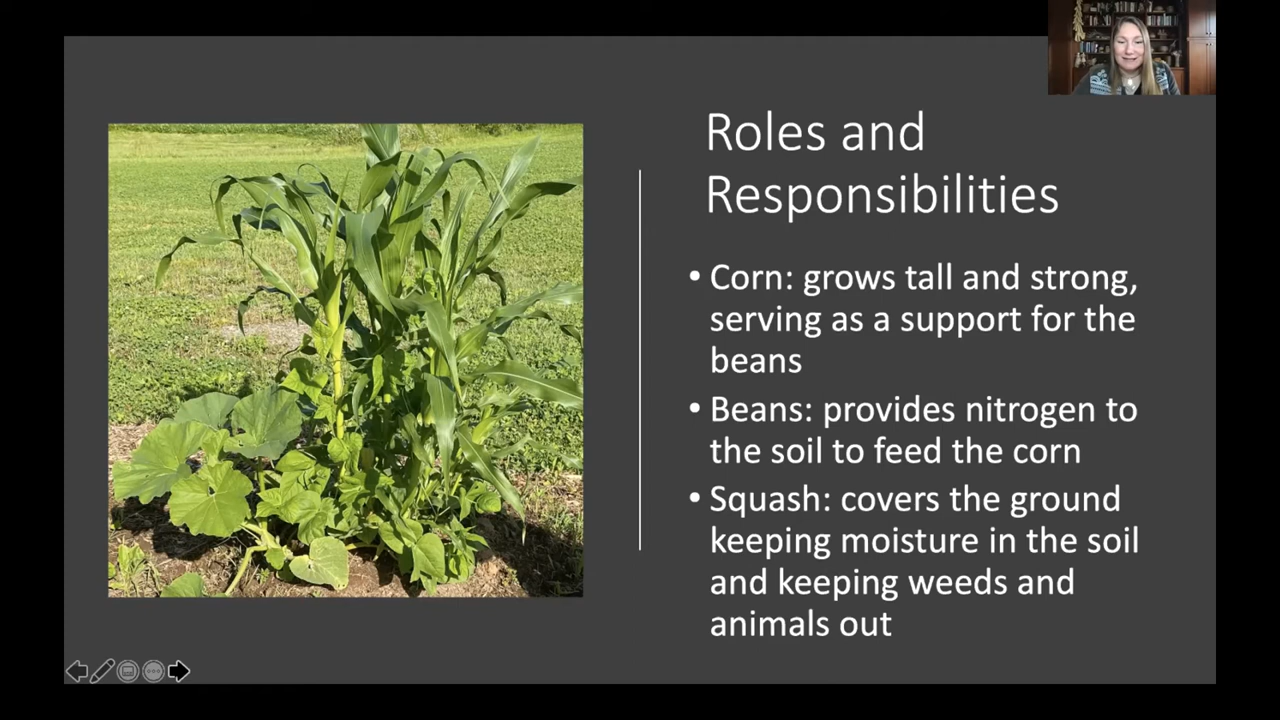 Roles and
Responsibilities
• Corn: grows tall and strong,
serving as a support for the
beans
• Beans: provides nitrogen to
the soil to feed the corn
• Squash: covers the ground
keeping moisture in the soil
and keeping weeds and
animals out